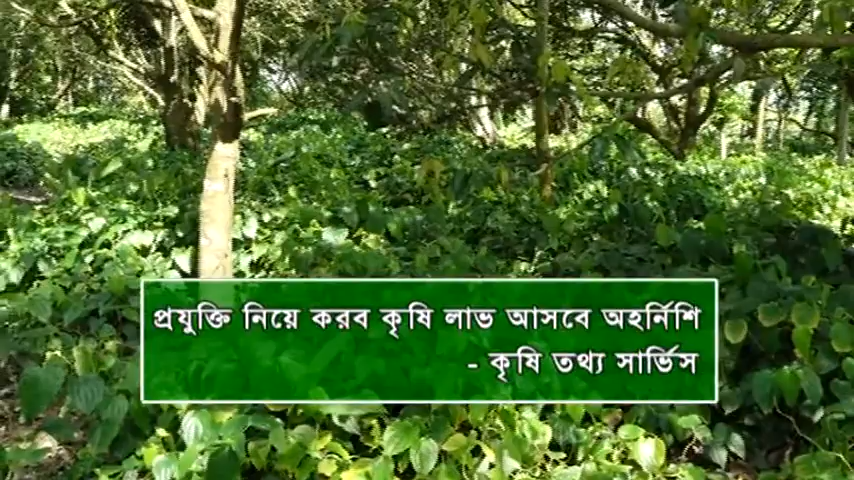 প্রযুক্তি নিয়ে করব কৃষি লাভ আসবে অহর্নিশি
- কৃষি তথ্য সার্ভিস